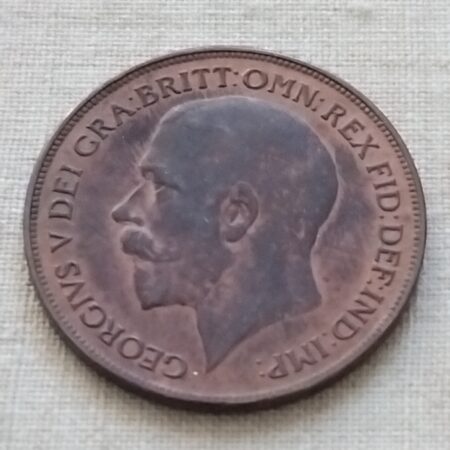 GEORGIVS V DEI GRA:BRITT:OMN:REX FID:DEF:IND:IMP: